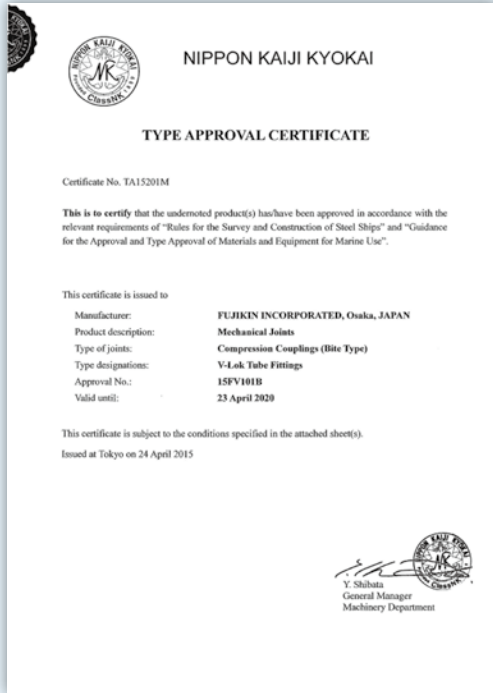 NIPPON KAIJI KYOKAI
NIPPON KAIJI KYOKAI
NK
ClassNK
TYPE APPROVAL CERTIFICATE
Certificate No. TA15201M
This is to certify that the undernoted product(s) has/have been approved in accordance with the
relevant requirements of “Rules for the Survey and Construction of Steel Ships” and “Guidance
for the Approval and Type Approval of Materials and Equipment for Marine Use”.
This certificate is issued to
Manufacturer: FUJIKIN INCORPORATED, Osaka, JAPAN
Product description: Mechanical Joints
Type of joints: Compression Couplings (Bite Type)
Type designations: V-Lok Tube Fittings
Approval No.: 15FV101B
Valid until: 23 April 2020
This certificate is subject to the conditions specified in the attached sheet(s).
Issued at Tokyo on 24 April 2015
NIPPON KAIJI KYOKAI
NK
ClassNK
Y. Shibata
General Manager
Machinery Department